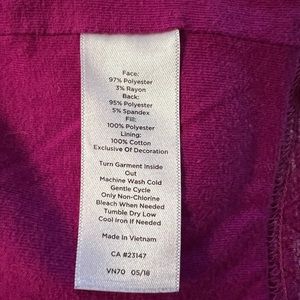 Face:
97% Polyester
3% Rayon
Back:
95% Polyester
5% Spandex
Fill:
100% Polyester
Lining:
100% Cotton
Exclusive Of Decoration
Turn Garment Inside
Out
Machine Wash Cold
Gentle Cycle
Only Non-Chlorine
Bleach When Needed
Tumble Dry Low
Cool Iron If Needed
Made In Vietnam
CA #23147
VN70 05/18